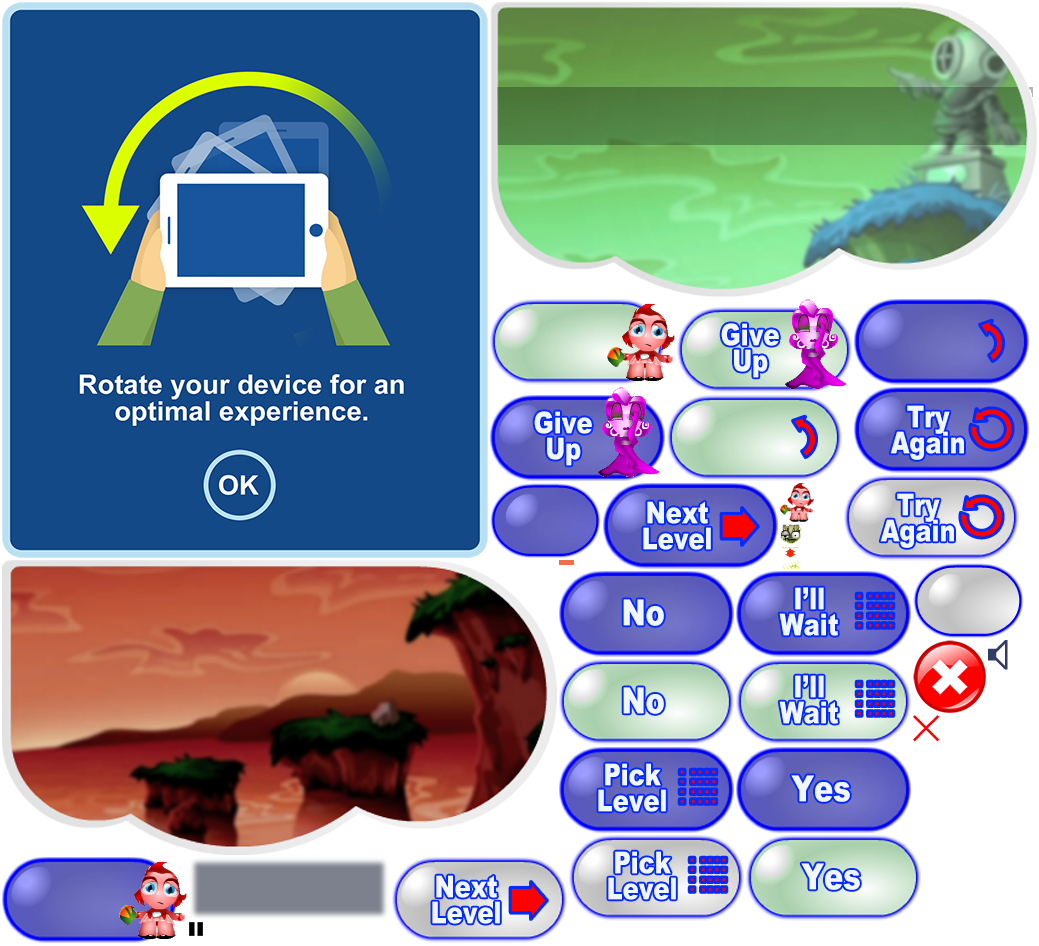 Rotate your device for an
optimal experience.
OK
Give
Up
Give
Up
Try
Again
Next
Level
Try
Again
No
I'll
Wait
No
I'll
Wait
Pick
Level
Yes
Next
Level
Pick
Level
Yes